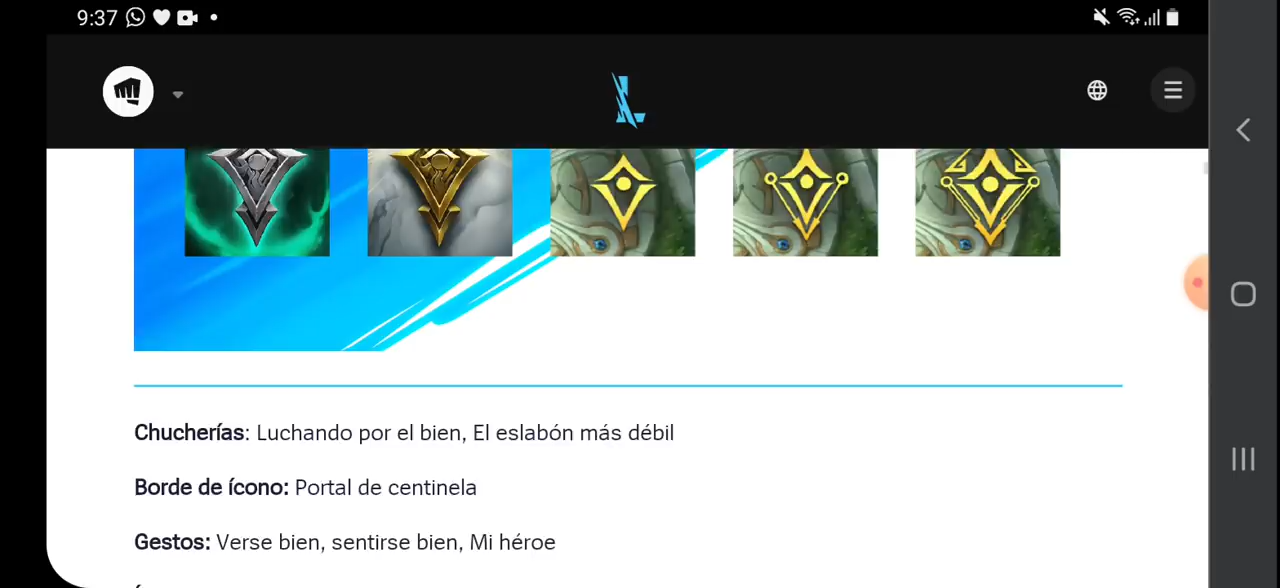 9:37
Chucherías: Luchando por el bien, El eslabón más débil
Borde de ícono: Portal de centinela
Gestos: Verse bien, sentirse bien, Mi héroe